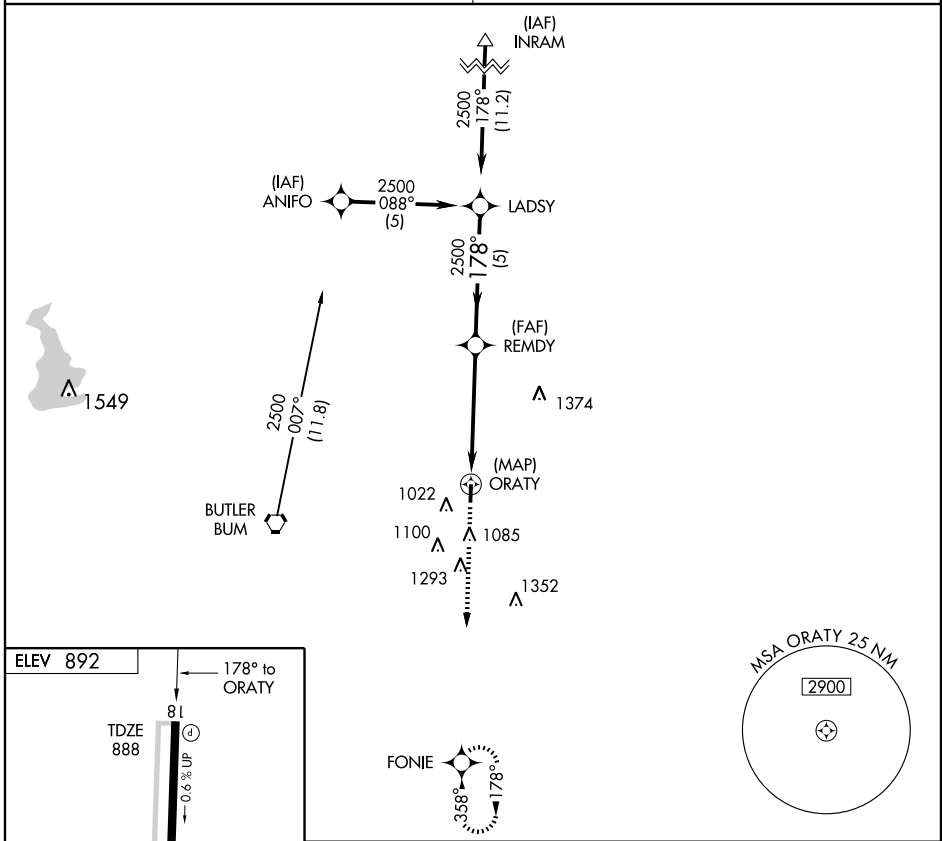 (IAF)
INRAM
2500
178°
(11.2)
(IAF)
ANIFO
2500
088°
(5)
LADSY
2500
178°
(5)
(FAF)
REMDY
1549
1374
2500
007°
(11.8)
(MAP)
ORATY
1022
BUTLER
BUM
1100
1085
1293
1352
ELEV 892
178° to
ORATY
18
TDZE
888
P
0.6 % UP
FONIE
358°
178°
MSA ORATY 25 NM
2900